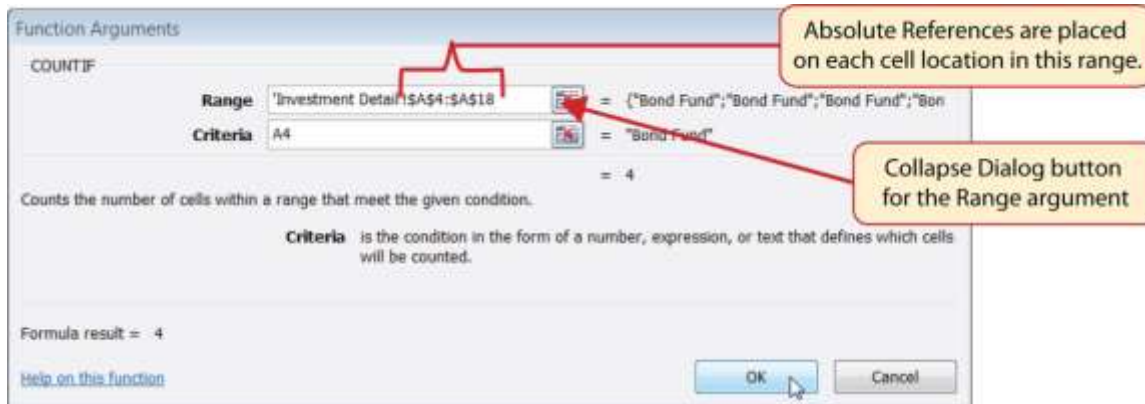 Function Arguments
Absolute References are placed
on each cell location in this range.
COUNTIF
Range 'Investment Detail'!$A$4:$A$18 = {"Bond Fund";"Bond Fund";"Bond Fund";"Bon
Criteria A4 = "Bond Fund"
= 4
Collapse Dialog button
for the Range argument
Counts the number of cells within a range that meet the given condition.
Criteria is the condition in the form of a number, expression, or text that defines which cells
will be counted.
Formula result = 4
Help on this function
OK Cancel